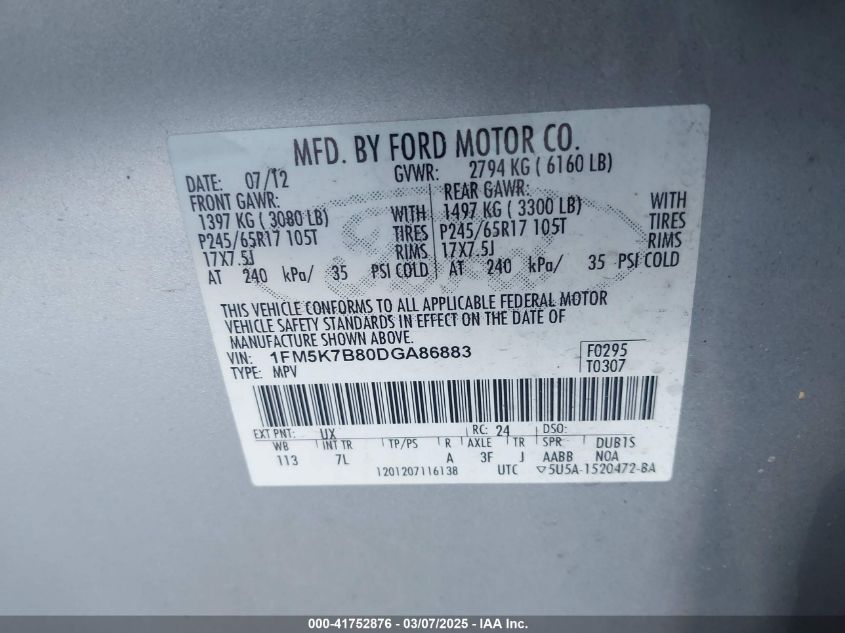 MFD. BY FORD MOTOR CO.
DATE: 07/12 GVWR: 2794 KG ( 6160 LB)
FRONT GAWR: REAR GAWR:
1397 KG ( 3080 LB) WITH 1497 KG ( 3300 LB) WITH
P245/65R17 105T TIRES P245/65R17 105T TIRES
17X7.5J RIMS 17X7.5J RIMS
AT 240 kPa/ 35 PSI COLD AT 240 kPa/ 35 PSI COLD
THIS VEHICLE CONFORMS TO ALL APPLICABLE FEDERAL MOTOR
VEHICLE SAFETY STANDARDS IN EFFECT ON THE DATE OF
MANUFACTURE SHOWN ABOVE.
VIN: 1FM5K7B80DGA86883 F0295
TYPE: MPV T0307
EXT PNT: UX RC: 24 DSO:
WB INT TR TP/PS R AXLE TR SPR DUB1S
113 7L A 3F J AABB NOA
1201207116138 UTC ▽5U5A-1520472-BA
000-41752876 - 03/07/2025 - IAA Inc.